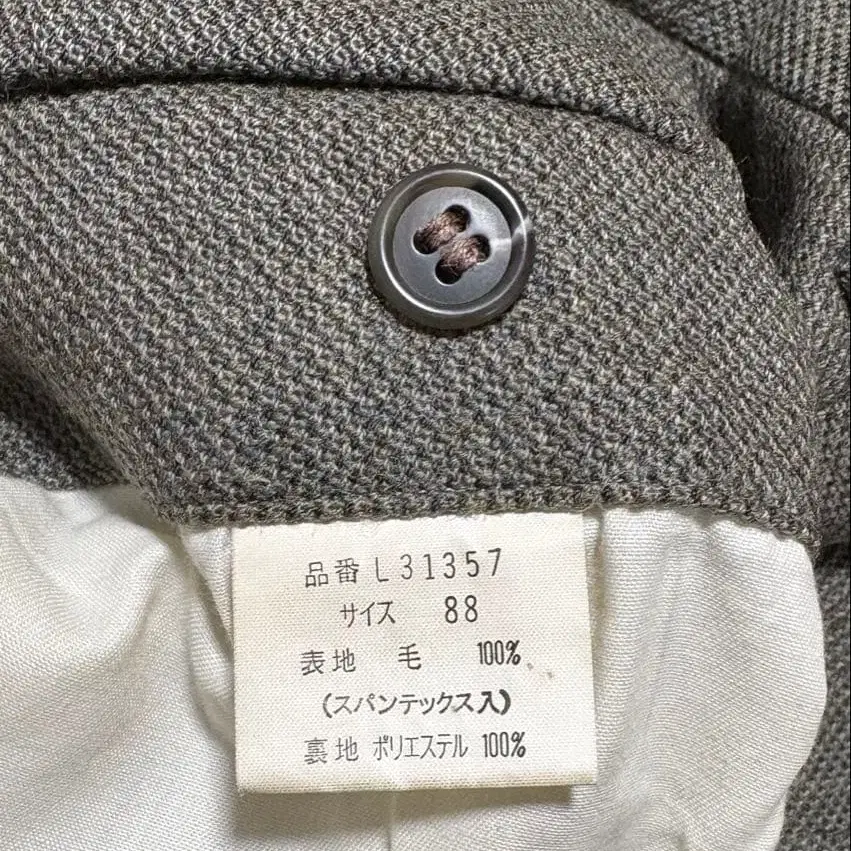 品番 L31357
サイズ 88
表地 毛 100%
(スパンテックス入)
裏地 ポリエステル 100%